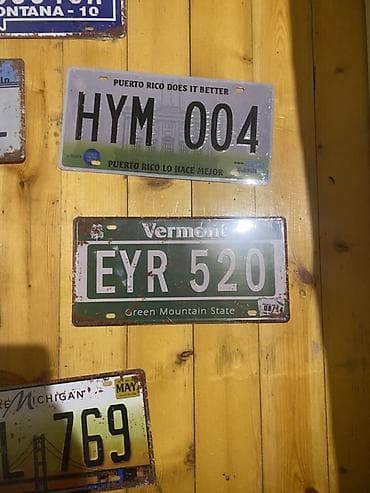 ONTANA - 10
PUERTO RICO DOES IT BETTER
HYM 004
PUERTO RICO LO HACE MEJOR
Vermont
EYR 520
Green Mountain State
MICHIGAN
MAY
L 769